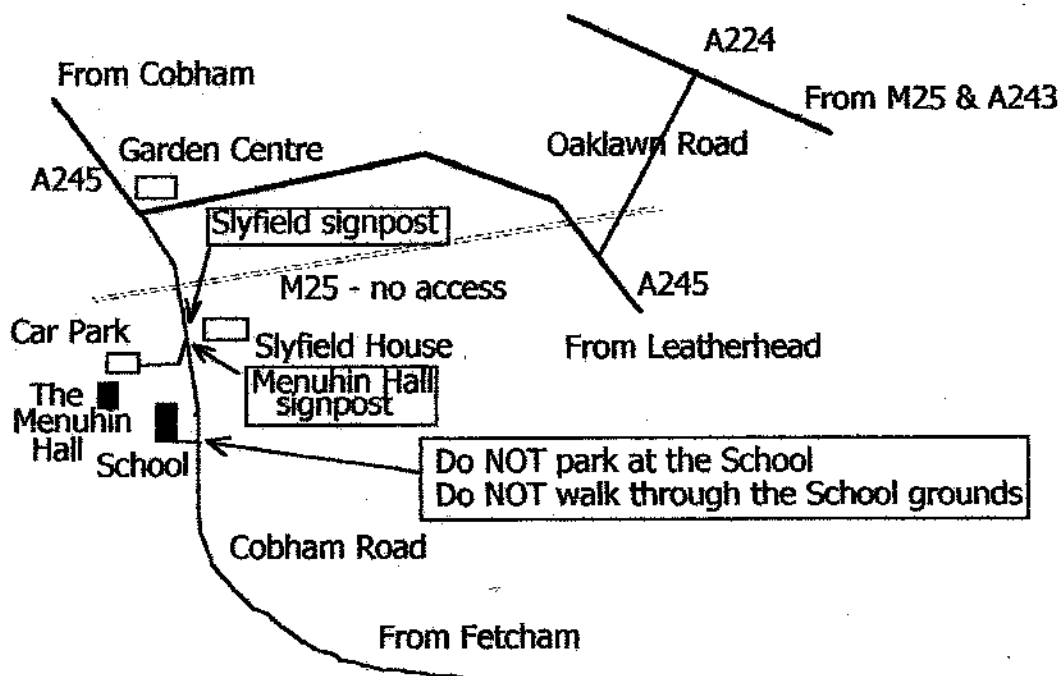 A224
From Cobham
From M25 & A243
Garden Centre
Oaklawn Road
A245
Slyfield signpost
M25 - no access
A245
Car Park
Slyfield House
From Leatherhead
The
Menuhin
Hall
Menuhin Hall
signpost
School
Do NOT park at the School
Do NOT walk through the School grounds
Cobham Road
From Fetcham